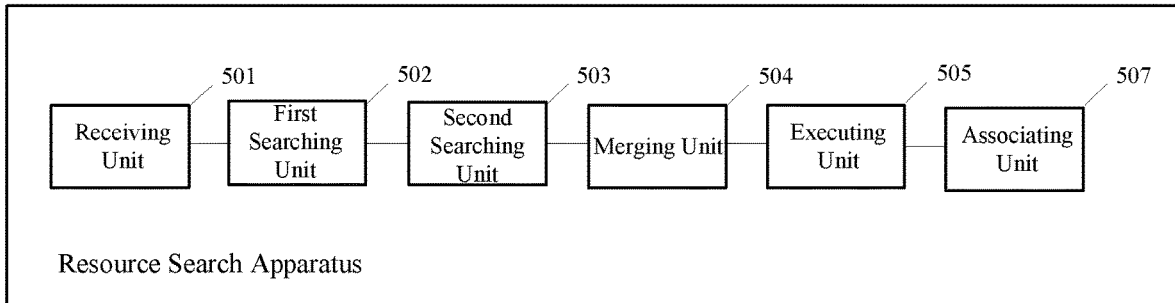 501
502
503
504
505
507
Receiving
Unit
First
Searching
Unit
Second
Searching
Unit
Merging Unit
Executing
Unit
Associating
Unit
Resource Search Apparatus